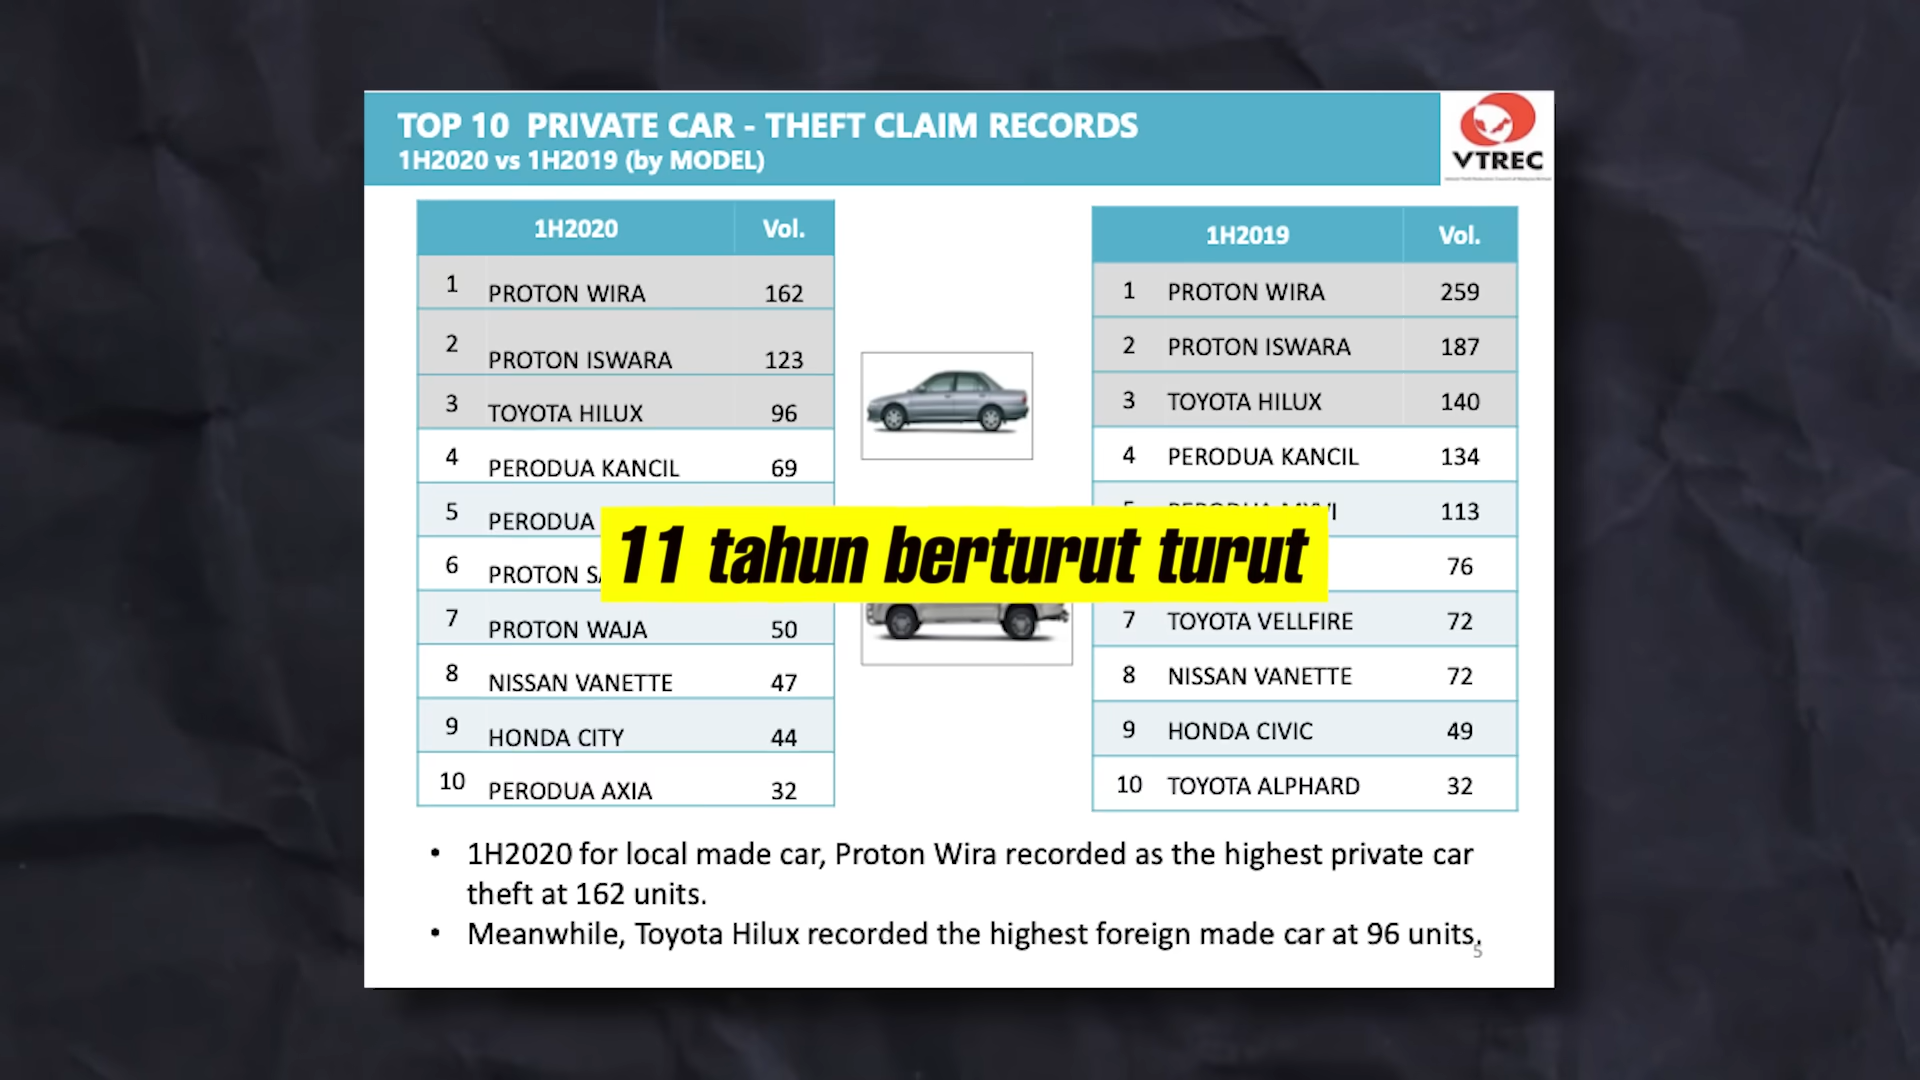 TOP 10 PRIVATE CAR - THEFT CLAIM RECORDS
1H2020 vs 1H2019 (by MODEL)
VTREC
1H2020 Vol.
1 PROTON WIRA 162
2 PROTON ISWARA 123
3 TOYOTA HILUX 96
4 PERODUA KANCIL 69
5 PERODUA
6 PROTON
7 PROTON WAJA 50
8 NISSAN VANETTE 47
9 HONDA CITY 44
10 PERODUA AXIA 32
1H2019 Vol.
1 PROTON WIRA 259
2 PROTON ISWARA 187
3 TOYOTA HILUX 140
4 PERODUA KANCIL 134
113
76
7 TOYOTA VELLFIRE 72
8 NISSAN VANETTE 72
9 HONDA CIVIC 49
10 TOYOTA ALPHARD 32
11 tahun berturut turut
• 1H2020 for local made car, Proton Wira recorded as the highest private car
theft at 162 units.
• Meanwhile, Toyota Hilux recorded the highest foreign made car at 96 units.
5